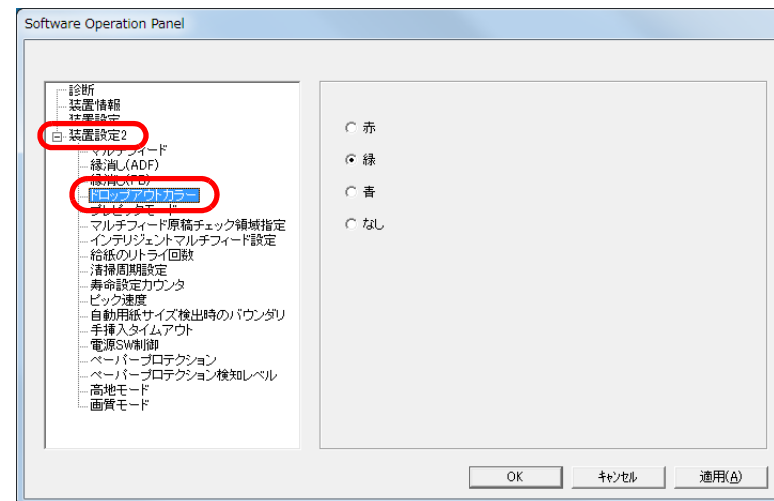 Software Operation Panel
診断
装置情報
装置設定
装置設定2
マルチフィード
縁消し(ADF)
縁消し(FB)
ドロップアウトカラー
プレピックモード
マルチフィード原稿チェック領域指定
インテリジェントマルチフィード設定
給紙のリトライ回数
清掃周期設定
寿命設定カウンタ
ピック速度
自動用紙サイズ検出時のバウンダリ
手挿入タイムアウト
電源SW制御
ペーパープロテクション
ペーパープロテクション検知レベル
高地モード
画質モード
赤
緑
青
なし
OK
キャンセル
適用(A)